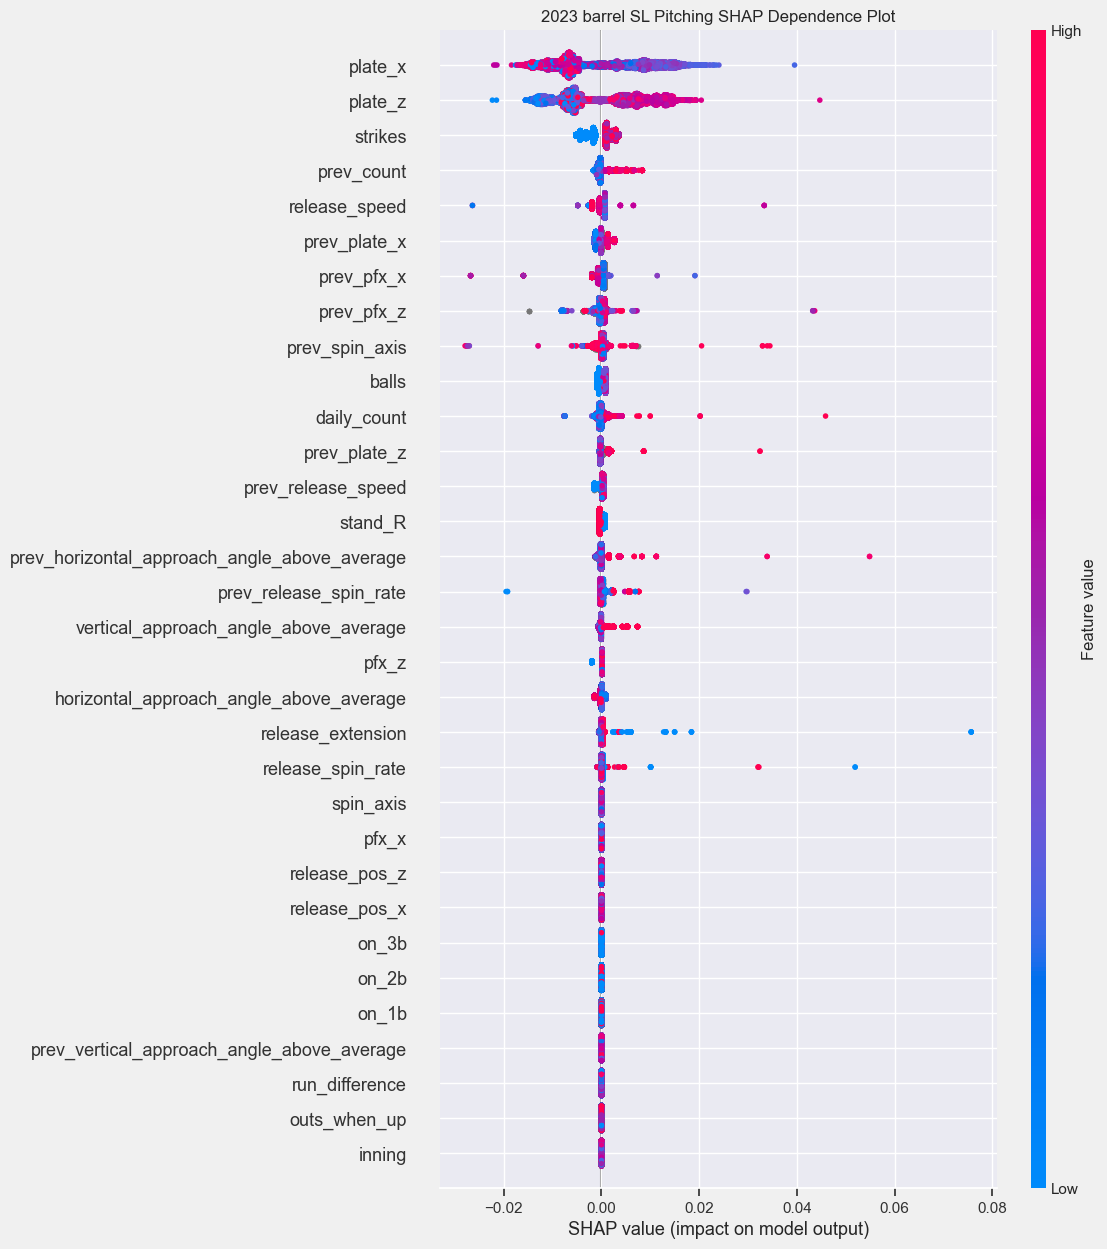 2023 barrel SL Pitching SHAP Dependence Plot
High
plate_x
plate_z
strikes
prev_count
release_speed
prev_plate_x
prev_pfx_x
prev_pfx_z
prev_spin_axis
balls
daily_count
prev_plate_z
prev_release_speed
stand_R
prev_horizontal_approach_angle_above_average
prev_release_spin_rate
vertical_approach_angle_above_average
pfx_z
horizontal_approach_angle_above_average
release_extension
release_spin_rate
spin_axis
pfx_x
release_pos_z
release_pos_x
on_3b
on_2b
on_1b
prev_vertical_approach_angle_above_average
run_difference
outs_when_up
inning
Feature value
Low
−0.02 0.00 0.02 0.04 0.06 0.08
SHAP value (impact on model output)